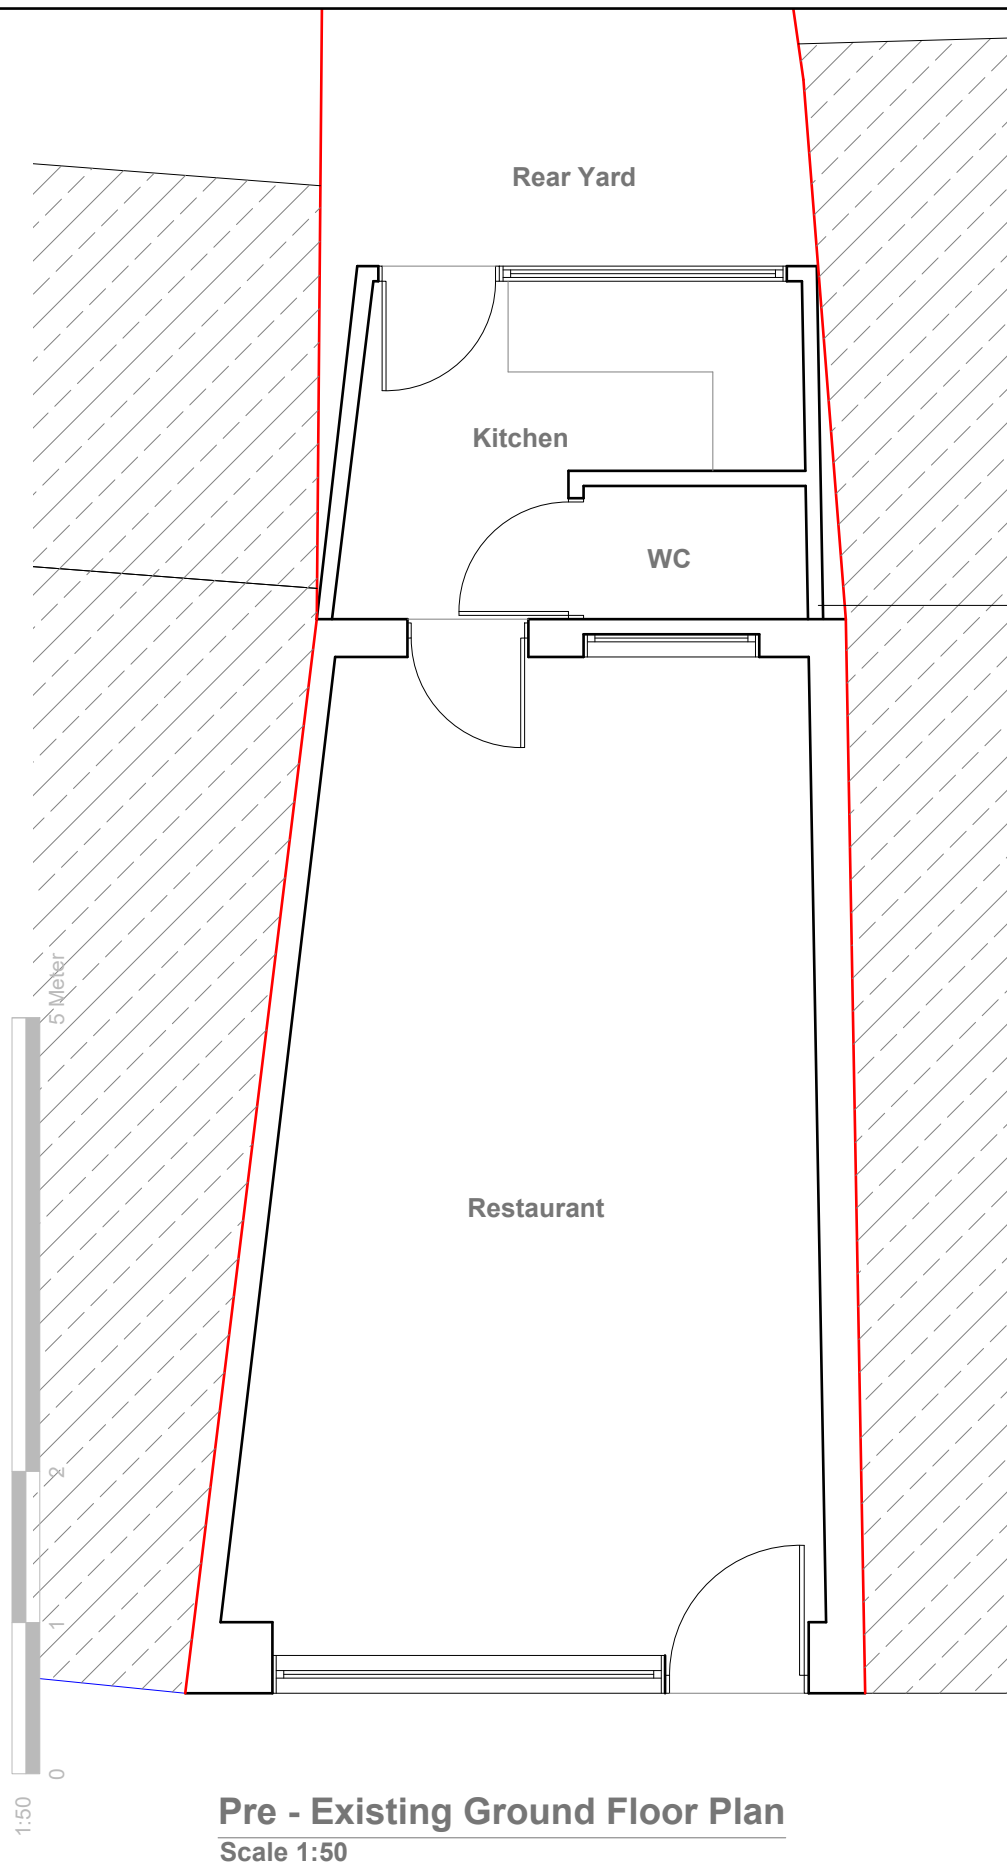 Rear Yard
Kitchen
WC
Restaurant
5 Meter
2
1
0
1:50
Pre - Existing Ground Floor Plan
Scale 1:50